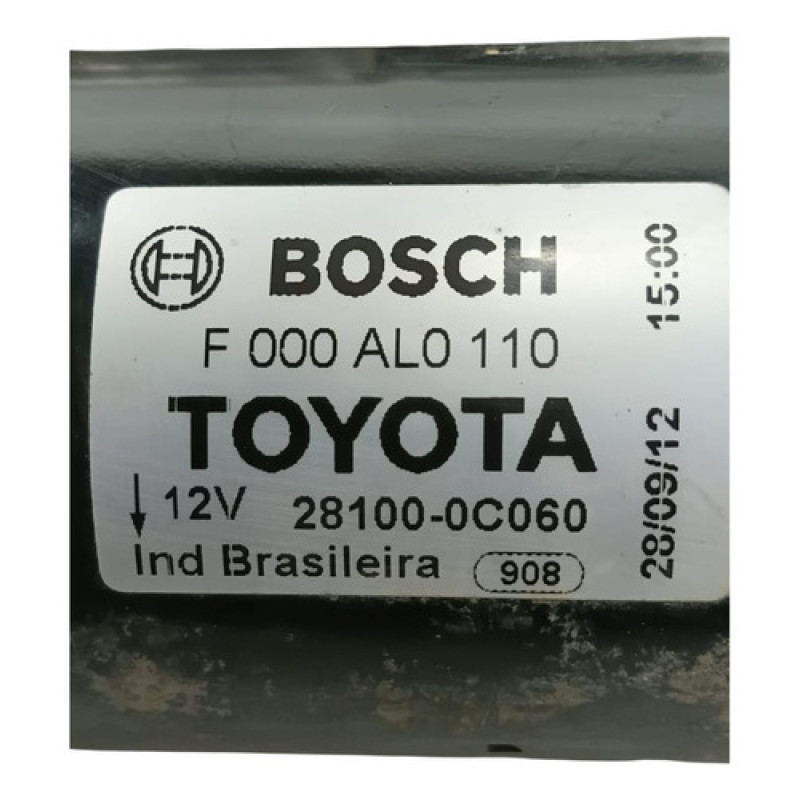 BOSCH
F 000 AL0 110
TOYOTA
12V 28100-0C060
Ind Brasileira 908
28/09/12 15:00